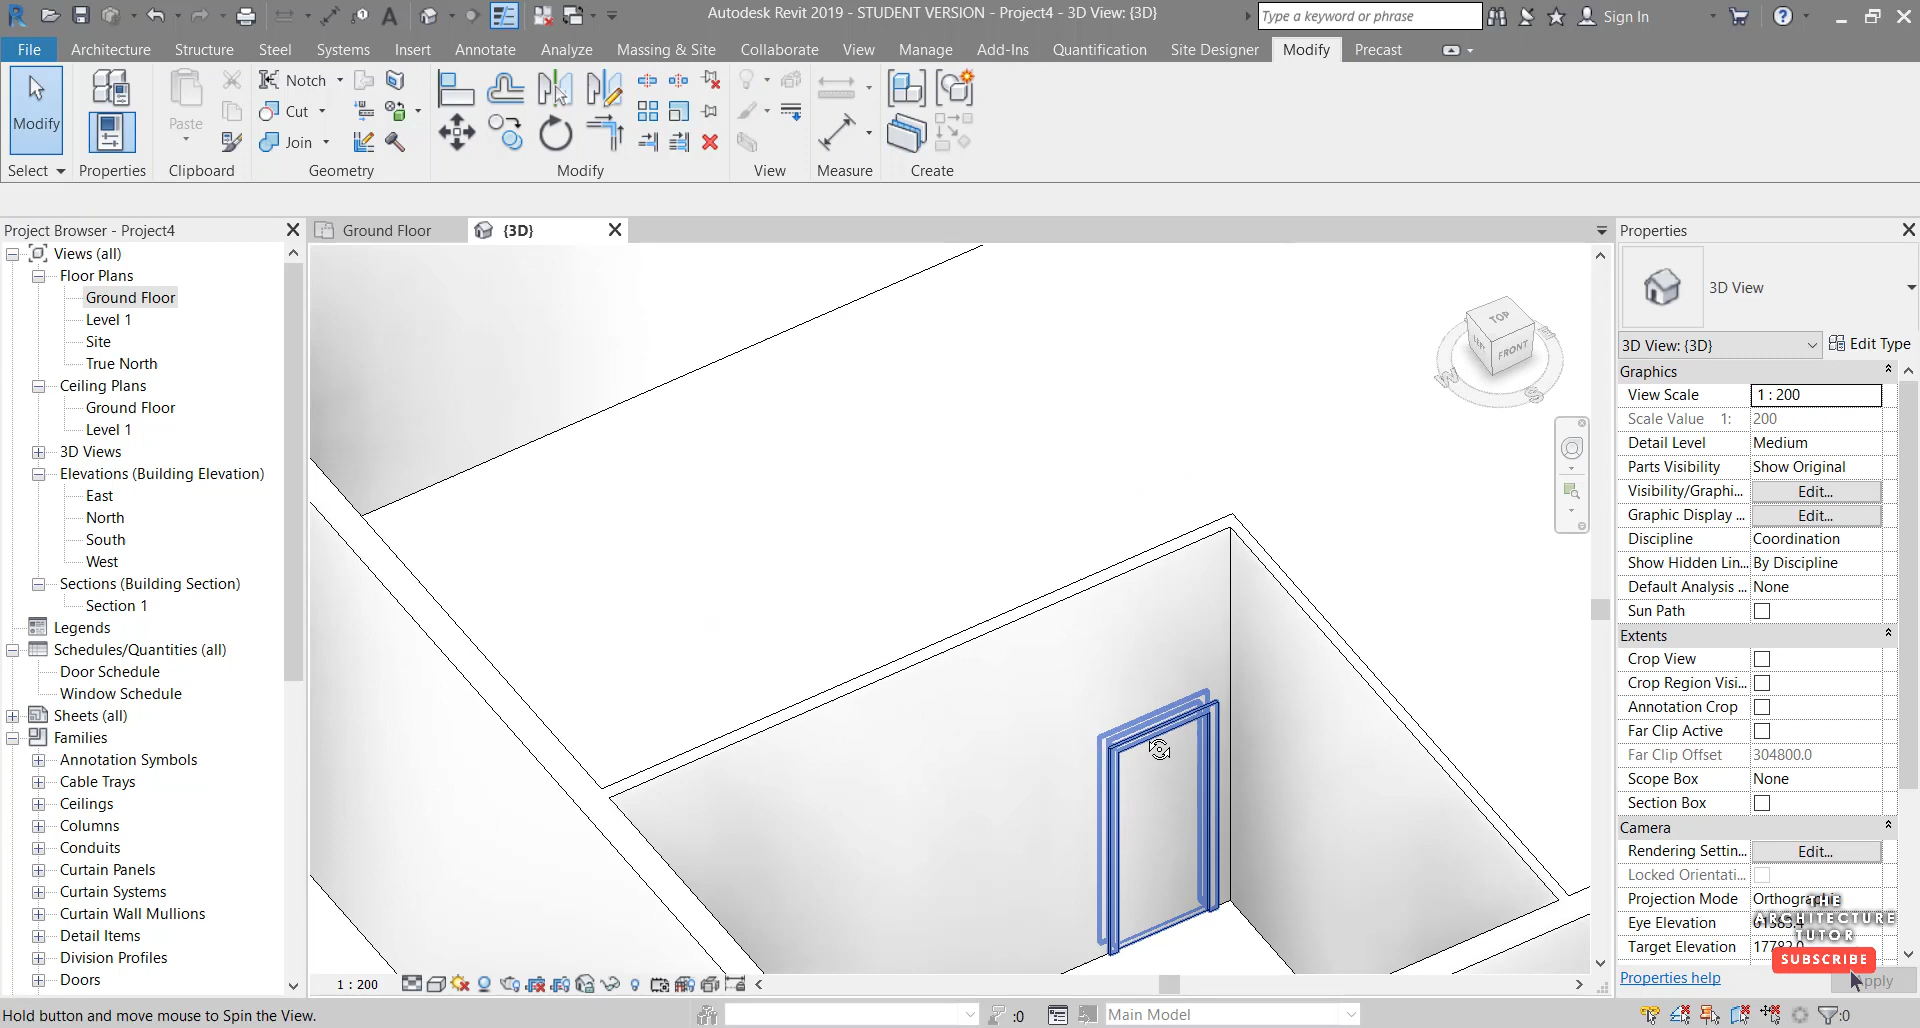 Autodesk Revit 2019 - STUDENT VERSION - Project4 - 3D View: {3D}
Type a keyword or phrase
Sign In
File Architecture Structure Steel Systems Insert Annotate Analyze Massing & Site Collaborate View Manage Add-Ins Quantification Site Designer Modify Precast
Modify
Paste
Notch
Cut
Join
Select Properties Clipboard Geometry Modify View Measure Create
Project Browser - Project4
Views (all)
Floor Plans
Ground Floor
Level 1
Site
True North
Ceiling Plans
Ground Floor
Level 1
3D Views
Elevations (Building Elevation)
East
North
South
West
Sections (Building Section)
Section 1
Legends
Schedules/Quantities (all)
Door Schedule
Window Schedule
Sheets (all)
Families
Annotation Symbols
Cable Trays
Ceilings
Columns
Conduits
Curtain Panels
Curtain Systems
Curtain Wall Mullions
Detail Items
Division Profiles
Doors
Ground Floor
{3D}
TOP
FRONT
W
S
1 : 200
Properties
3D View
3D View: {3D}
Edit Type
Graphics
View Scale 1 : 200
Scale Value 1: 200
Detail Level Medium
Parts Visibility Show Original
Visibility/Graphi... Edit...
Graphic Display ... Edit...
Discipline Coordination
Show Hidden Lin... By Discipline
Default Analysis ... None
Sun Path
Extents
Crop View
Crop Region Visi...
Annotation Crop
Far Clip Active
Far Clip Offset 304800.0
Scope Box None
Section Box
Camera
Rendering Settin... Edit...
Locked Orientati...
Projection Mode Orthographic
Eye Elevation
Target Elevation
THE
ARCHITECTURE
TUTOR
SUBSCRIBE
Properties help
Hold button and move mouse to Spin the View.
:0
Main Model
:0